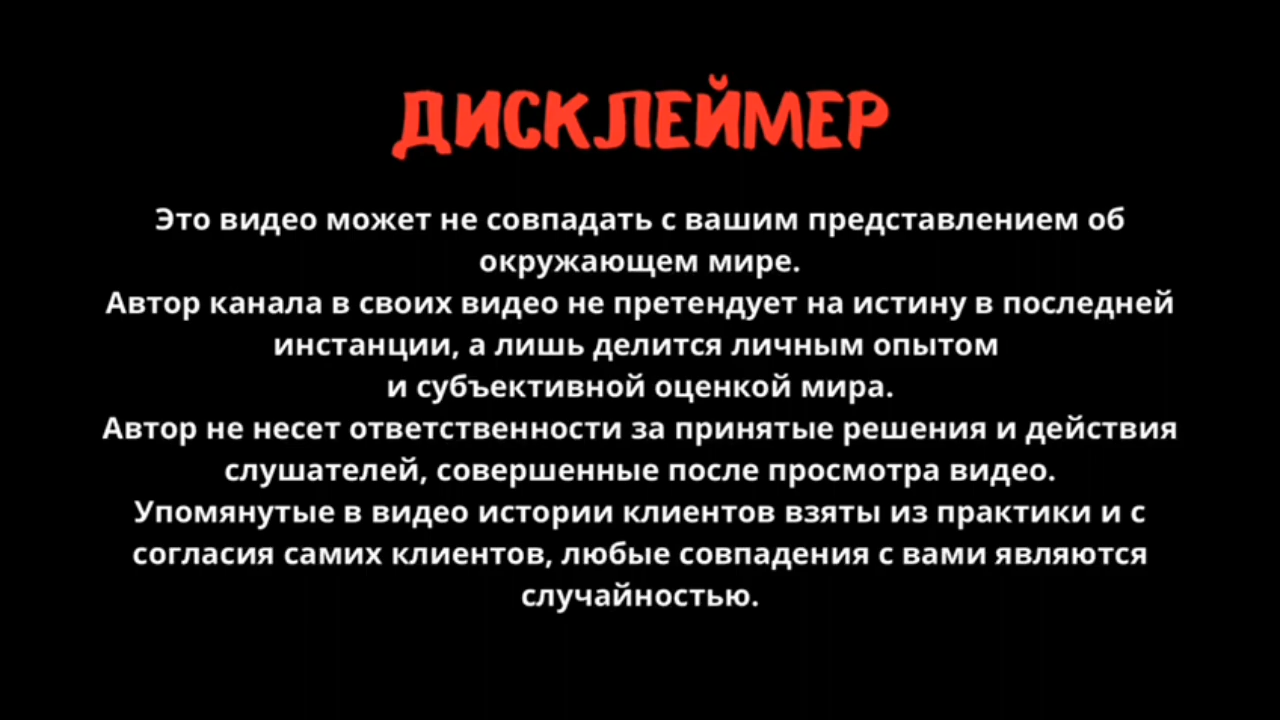 ДИСКЛЕЙМЕР
Это видео может не совпадать с вашим представлением об
окружающем мире.
Автор канала в своих видео не претендует на истину в последней
инстанции, а лишь делится личным опытом
и субъективной оценкой мира.
Автор не несет ответственности за принятые решения и действия
слушателей, совершенные после просмотра видео.
Упомянутые в видео истории клиентов взяты из практики и с
согласия самих клиентов, любые совпадения с вами являются
случайностью.